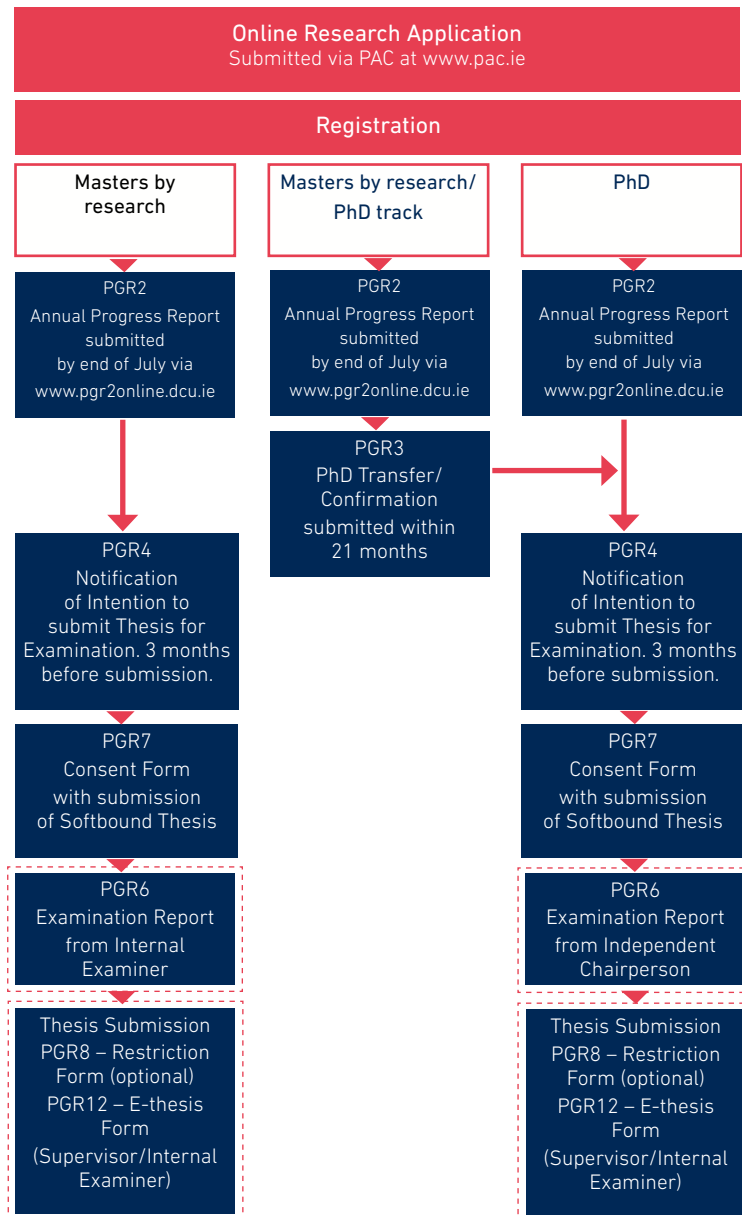 Online Research Application
Submitted via PAC at www.pac.ie
Registration
Masters by
research
Masters by research/
PhD track
PhD
PGR2
Annual Progress Report
submitted
by end of July via
www.pgr2online.dcu.ie
PGR2
Annual Progress Report
submitted
by end of July via
www.pgr2online.dcu.ie
PGR2
Annual Progress Report
submitted
by end of July via
www.pgr2online.dcu.ie
PGR3
PhD Transfer/
Confirmation
submitted within
21 months
PGR4
Notification
of Intention to
submit Thesis for
Examination. 3 months
before submission.
PGR4
Notification
of Intention to
submit Thesis for
Examination. 3 months
before submission.
PGR7
Consent Form
with submission
of Softbound Thesis
PGR7
Consent Form
with submission
of Softbound Thesis
PGR6
Examination Report
from Internal
Examiner
PGR6
Examination Report
from Independent
Chairperson
Thesis Submission
PGR8 – Restriction
Form (optional)
PGR12 – E-thesis
Form
(Supervisor/Internal
Examiner)
Thesis Submission
PGR8 – Restriction
Form (optional)
PGR12 – E-thesis
Form
(Supervisor/Internal
Examiner)